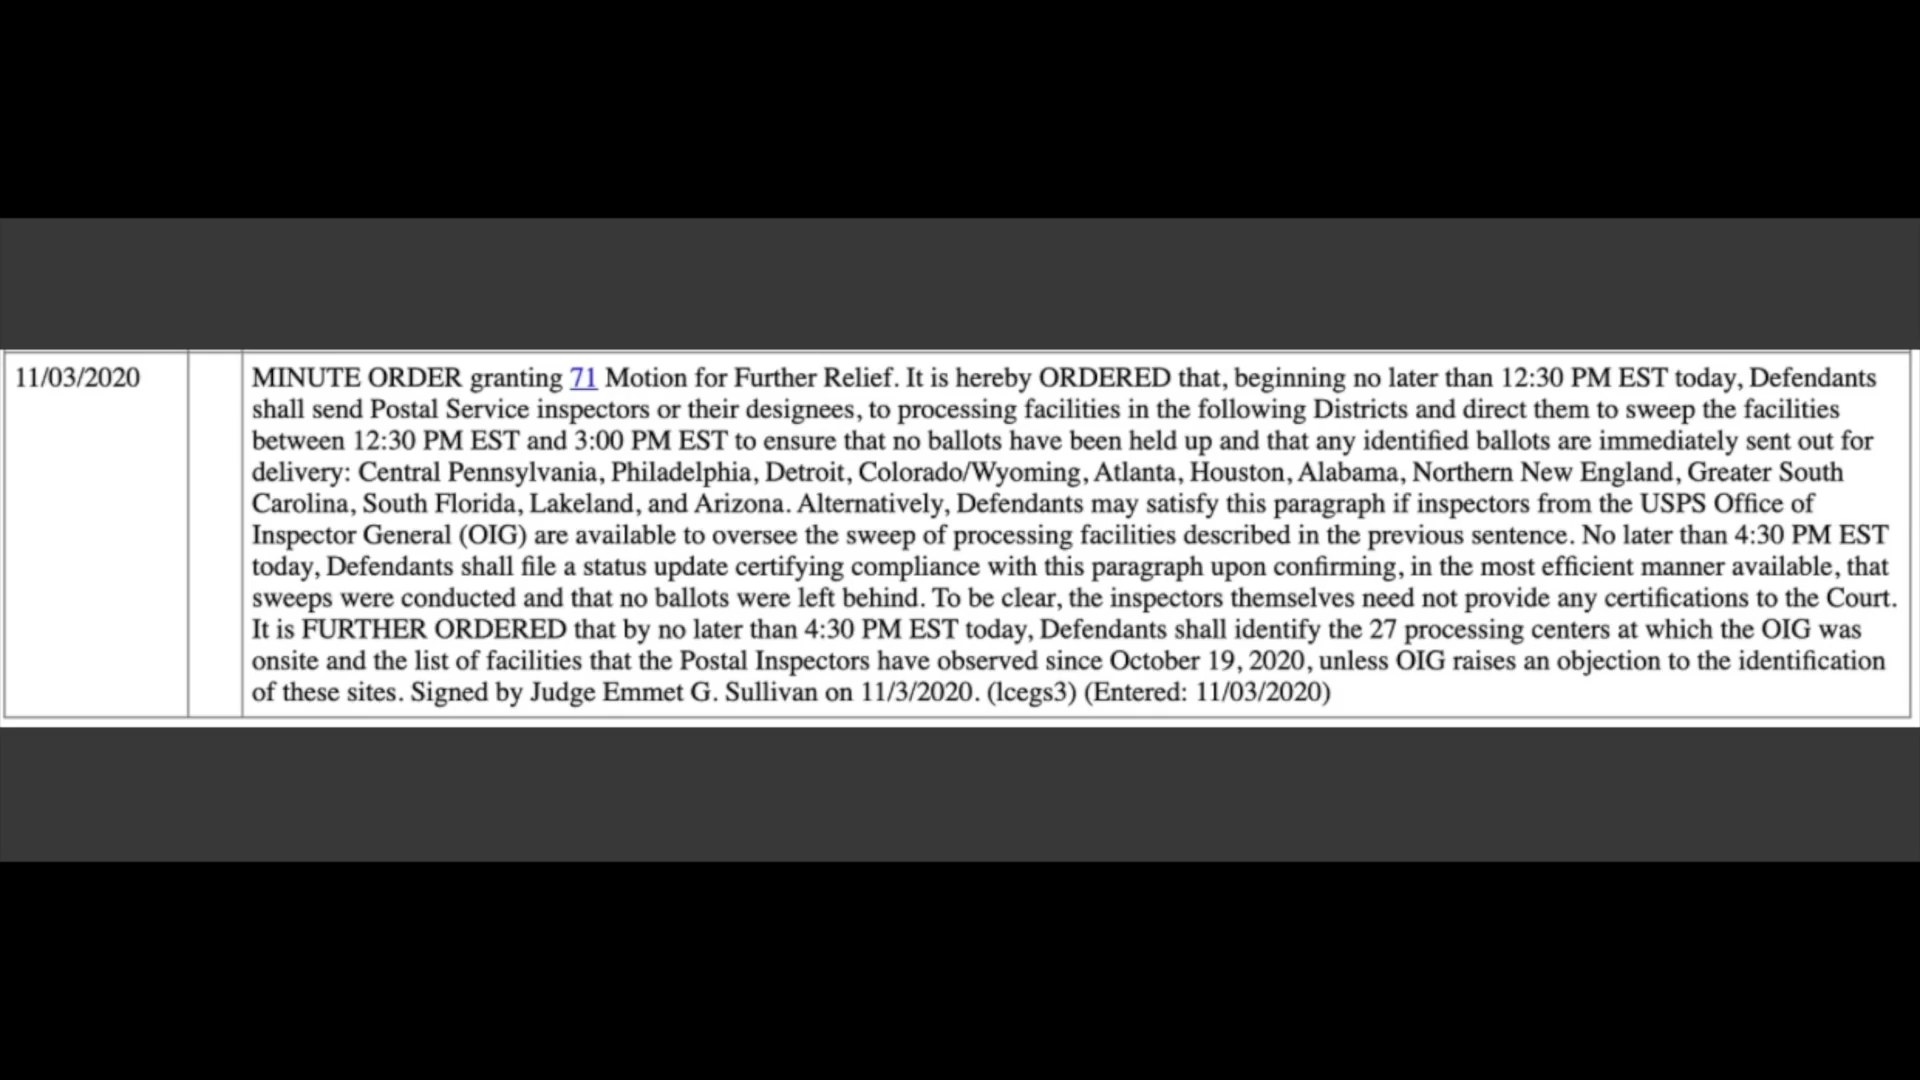 11/03/2020
MINUTE ORDER granting 71 Motion for Further Relief. It is hereby ORDERED that, beginning no later than 12:30 PM EST today, Defendants
shall send Postal Service inspectors or their designees, to processing facilities in the following Districts and direct them to sweep the facilities
between 12:30 PM EST and 3:00 PM EST to ensure that no ballots have been held up and that any identified ballots are immediately sent out for
delivery: Central Pennsylvania, Philadelphia, Detroit, Colorado/Wyoming, Atlanta, Houston, Alabama, Northern New England, Greater South
Carolina, South Florida, Lakeland, and Arizona. Alternatively, Defendants may satisfy this paragraph if inspectors from the USPS Office of
Inspector General (OIG) are available to oversee the sweep of processing facilities described in the previous sentence. No later than 4:30 PM EST
today, Defendants shall file a status update certifying compliance with this paragraph upon confirming, in the most efficient manner available, that
sweeps were conducted and that no ballots were left behind. To be clear, the inspectors themselves need not provide any certifications to the Court.
It is FURTHER ORDERED that by no later than 4:30 PM EST today, Defendants shall identify the 27 processing centers at which the OIG was
onsite and the list of facilities that the Postal Inspectors have observed since October 19, 2020, unless OIG raises an objection to the identification
of these sites. Signed by Judge Emmet G. Sullivan on 11/3/2020. (lcegs3) (Entered: 11/03/2020)